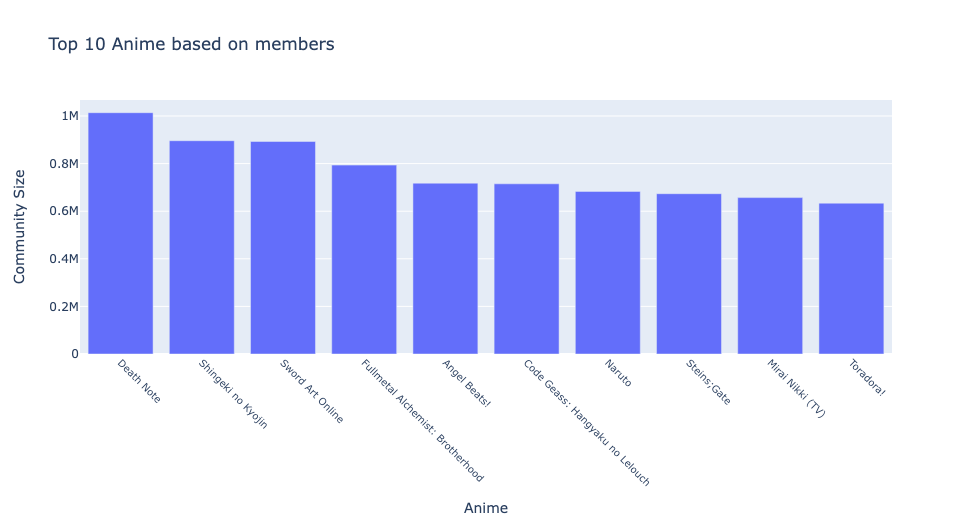 Top 10 Anime based on members
Community Size
1M
0.8M
0.6M
0.4M
0.2M
0
Death Note
Shingeki no Kyojin
Sword Art Online
Fullmetal Alchemist: Brotherhood
Angel Beats!
Code Geass: Hangyaku no Lelouch
Naruto
Steins;Gate
Mirai Nikki (TV)
Toradora!
Anime